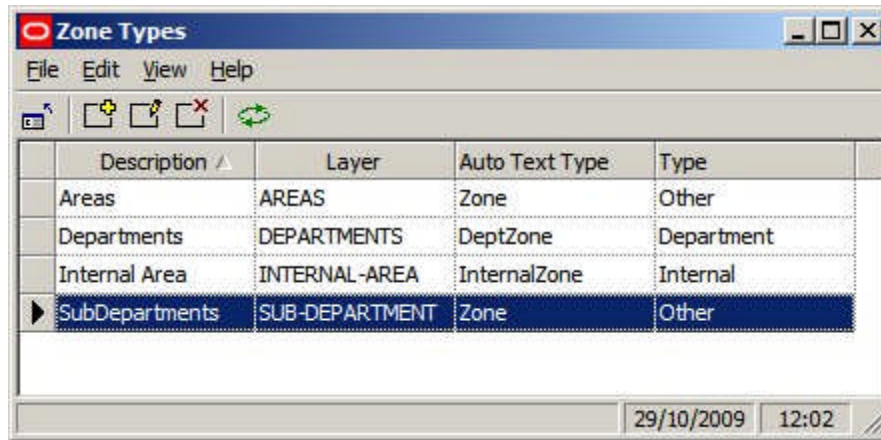 Zone Types
File Edit View Help
Description Layer Auto Text Type Type
Areas AREAS Zone Other
Departments DEPARTMENTS DeptZone Department
Internal Area INTERNAL-AREA InternalZone Internal
SubDepartments SUB-DEPARTMENT Zone Other
29/10/2009 12:02